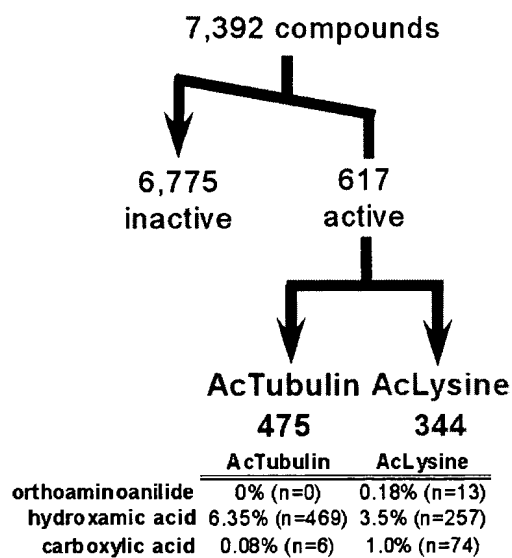 7,392 compounds
6,775 617
inactive active
AcTubulin AcLysine
475 344
AcTubulin AcLysine
orthoaminoanilide 0% (n=0) 0.18% (n=13)
hydroxamic acid 6.35% (n=469) 3.5% (n=257)
carboxylic acid 0.08% (n=6) 1.0% (n=74)